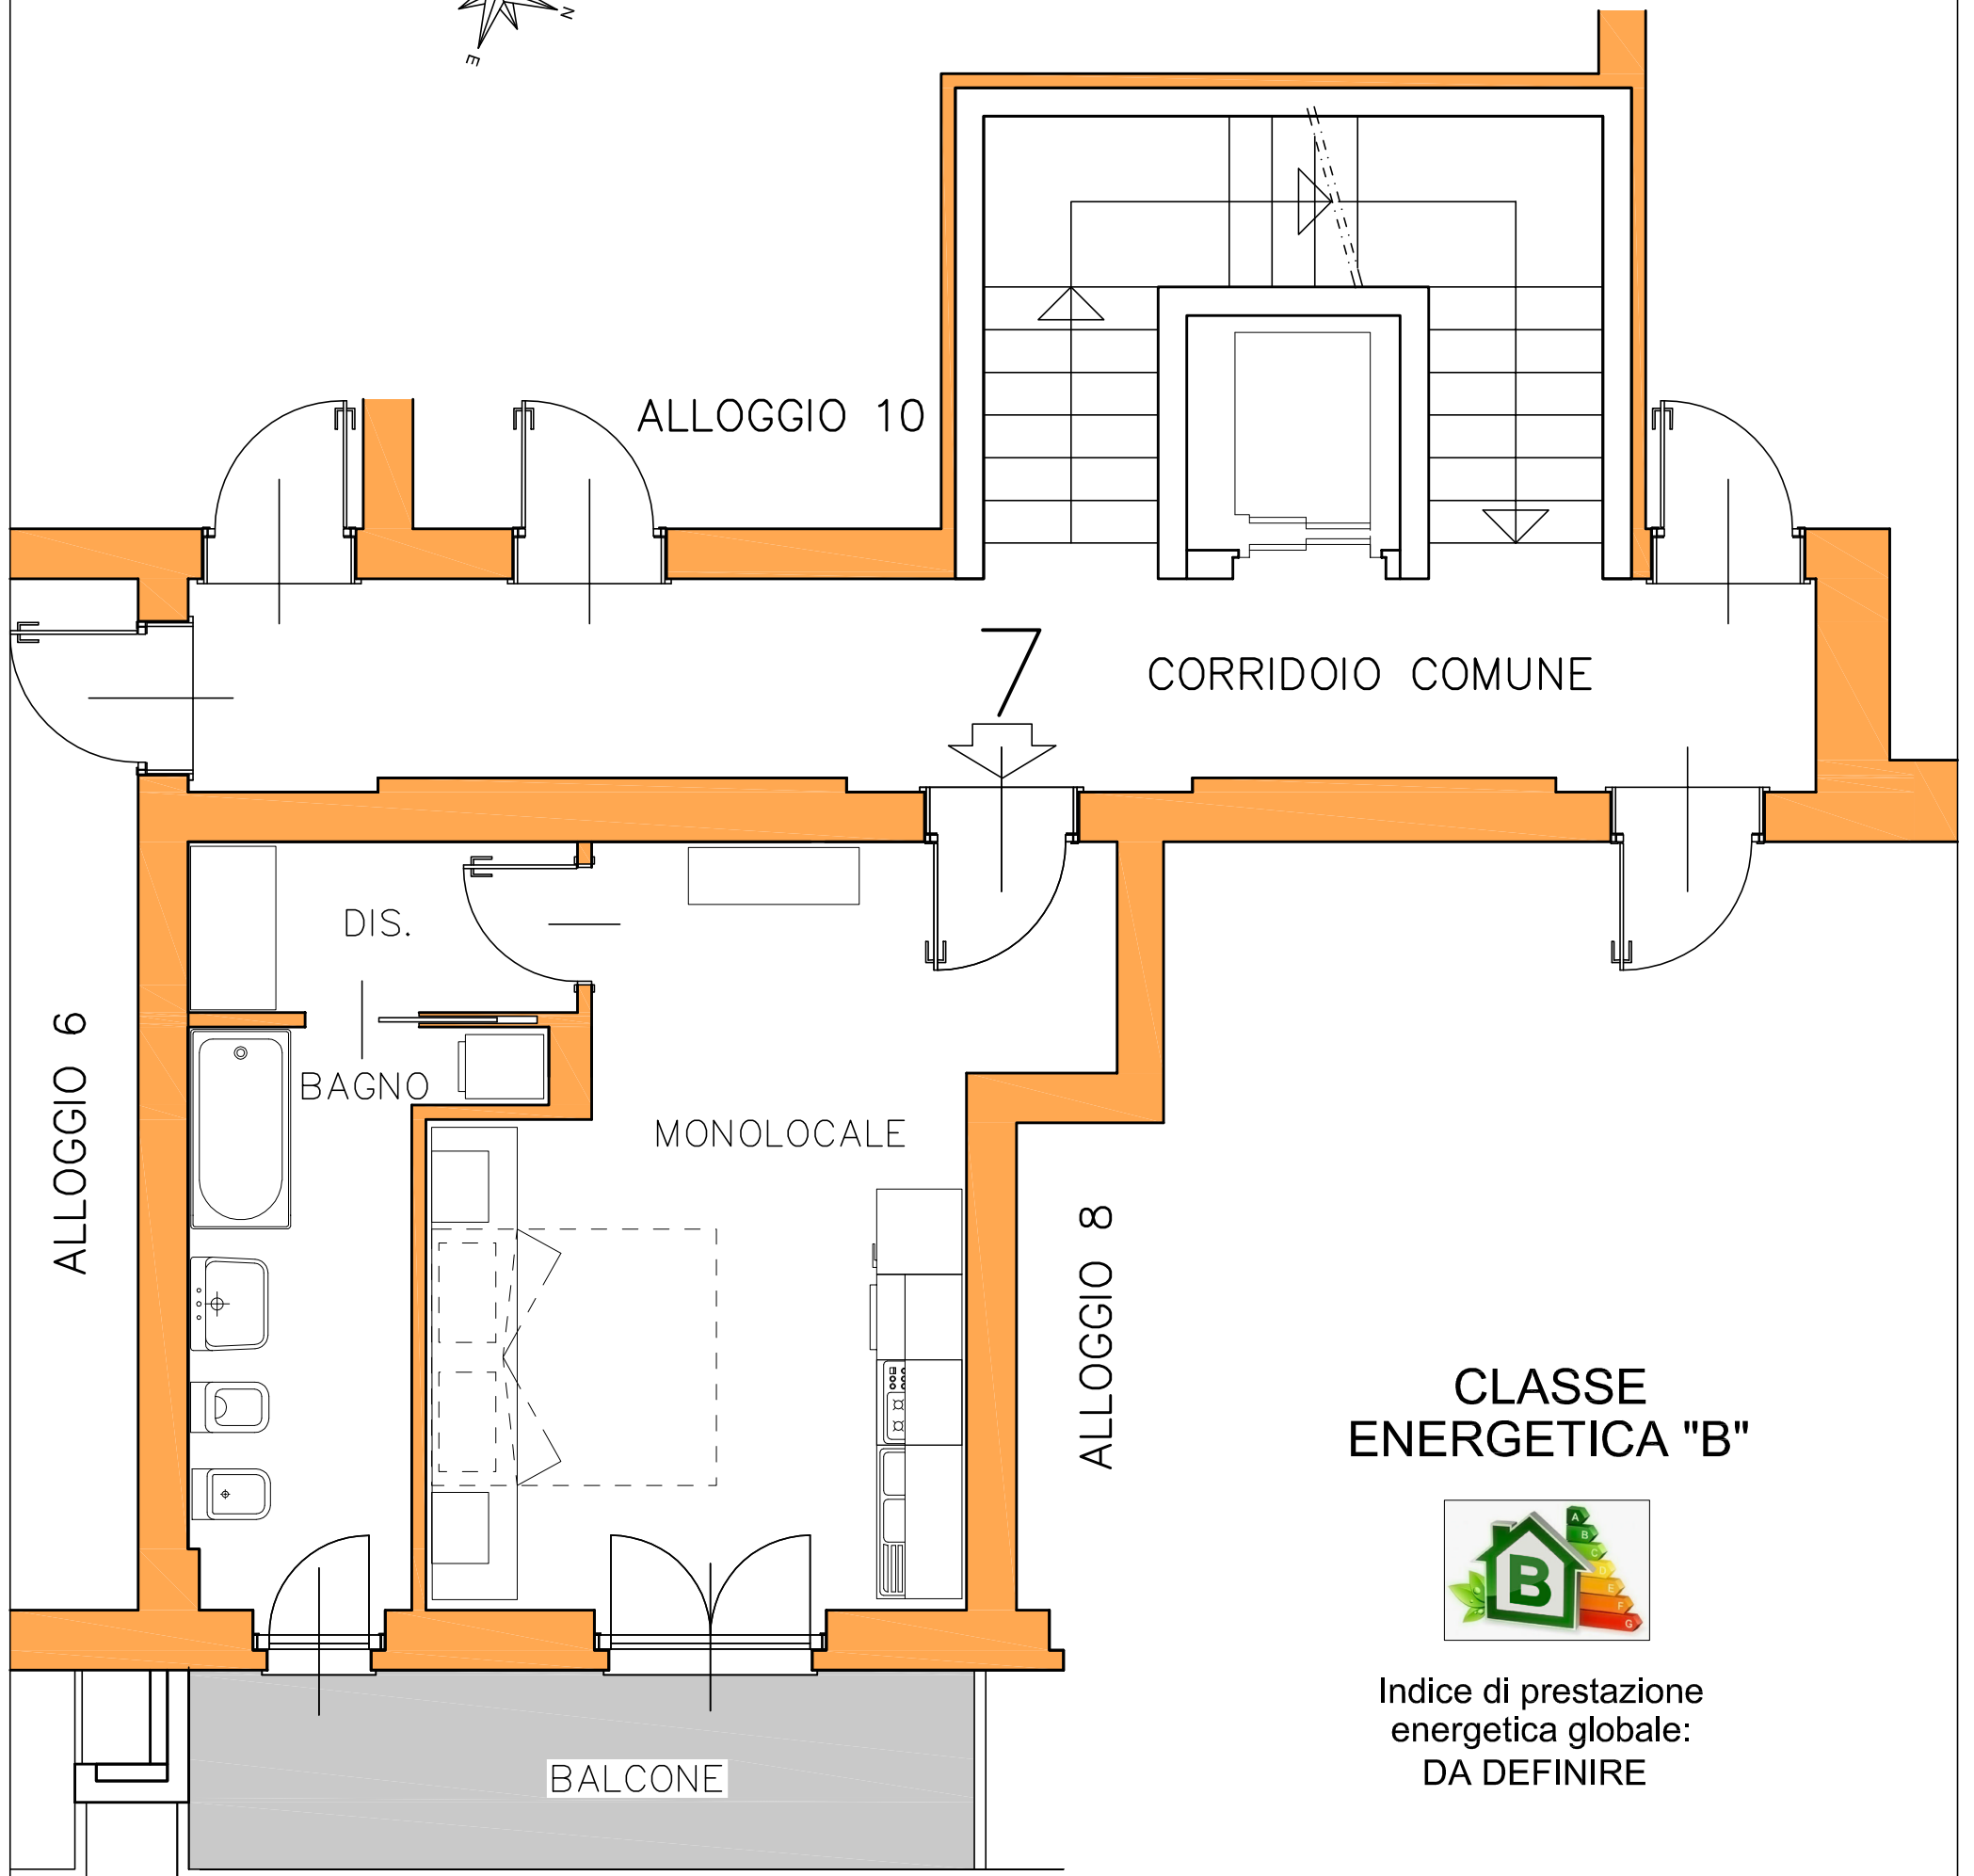 N
E
ALLOGGIO 10
7
CORRIDOIO COMUNE
DIS.
ALLOGGIO 6
BAGNO
MONOLOCALE
ALLOGGIO 8
CLASSE
ENERGETICA "B"
A
B
C
D
E
F
G
B
Indice di prestazione
energetica globale:
DA DEFINIRE
BALCONE